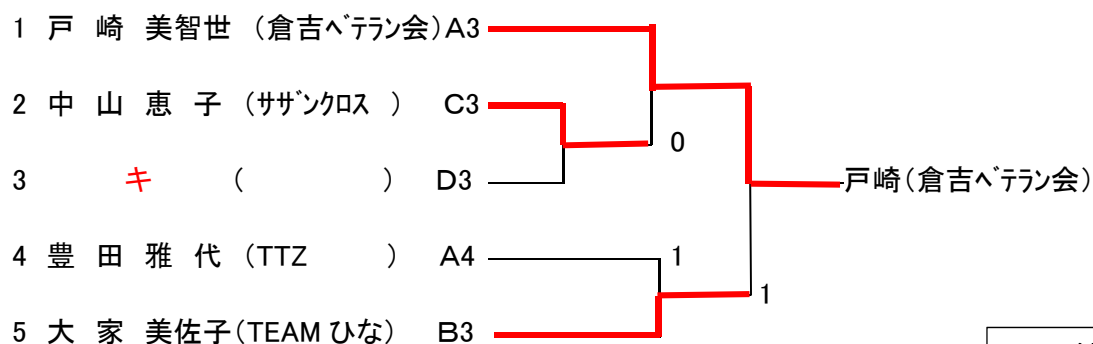 1 戸 崎 美智世 (倉吉ﾍﾞﾃﾗﾝ会) A3
2 中 山 恵 子 (ｻｻﾞﾝｸﾛｽ ) C3
0
3 キ ( ) D3
戸崎(倉吉ﾍﾞﾃﾗﾝ会)
4 豊 田 雅 代 (TTZ ) A4
1
1
5 大 家 美佐子(TEAM ひな) B3